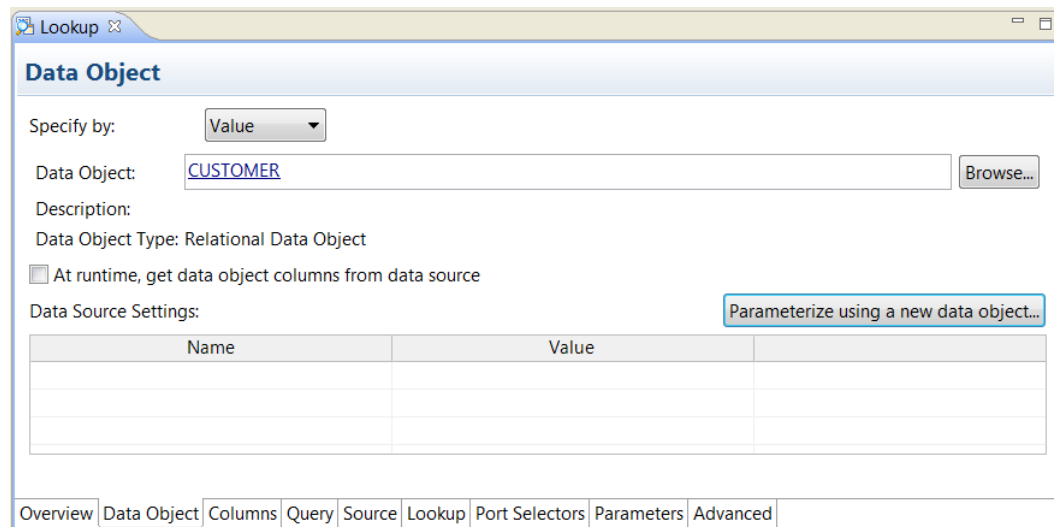 Lookup
Data Object
Specify by: Value
Data Object: CUSTOMER Browse...
Description:
Data Object Type: Relational Data Object
At runtime, get data object columns from data source
Data Source Settings: Parameterize using a new data object...
Name Value
Overview Data Object Columns Query Source Lookup Port Selectors Parameters Advanced